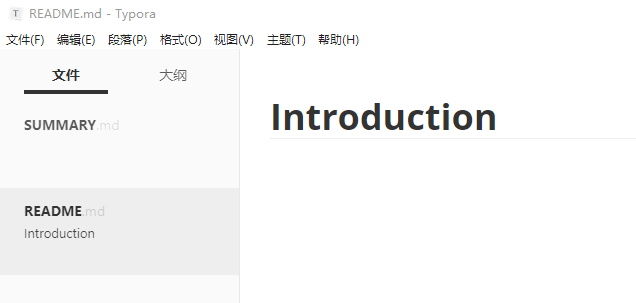 T README.md - Typora
文件(F) 编辑(E) 段落(P) 格式(O) 视图(V) 主题(T) 帮助(H)
文件 大纲
SUMMARY.md
README.md
Introduction
Introduction